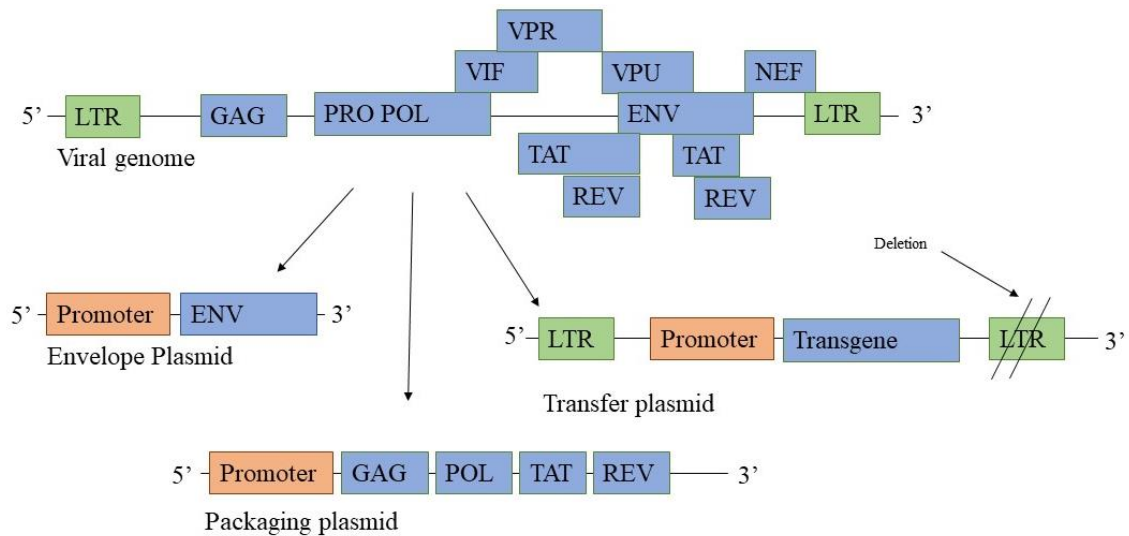 VPR
VIF VPU NEF
5’ LTR GAG PRO POL ENV LTR 3’
Viral genome TAT TAT
REV REV
Deletion
5’ Promoter ENV 3’
Envelope Plasmid
5’ LTR Promoter Transgene LTR 3’
Transfer plasmid
5’ Promoter GAG POL TAT REV 3’
Packaging plasmid